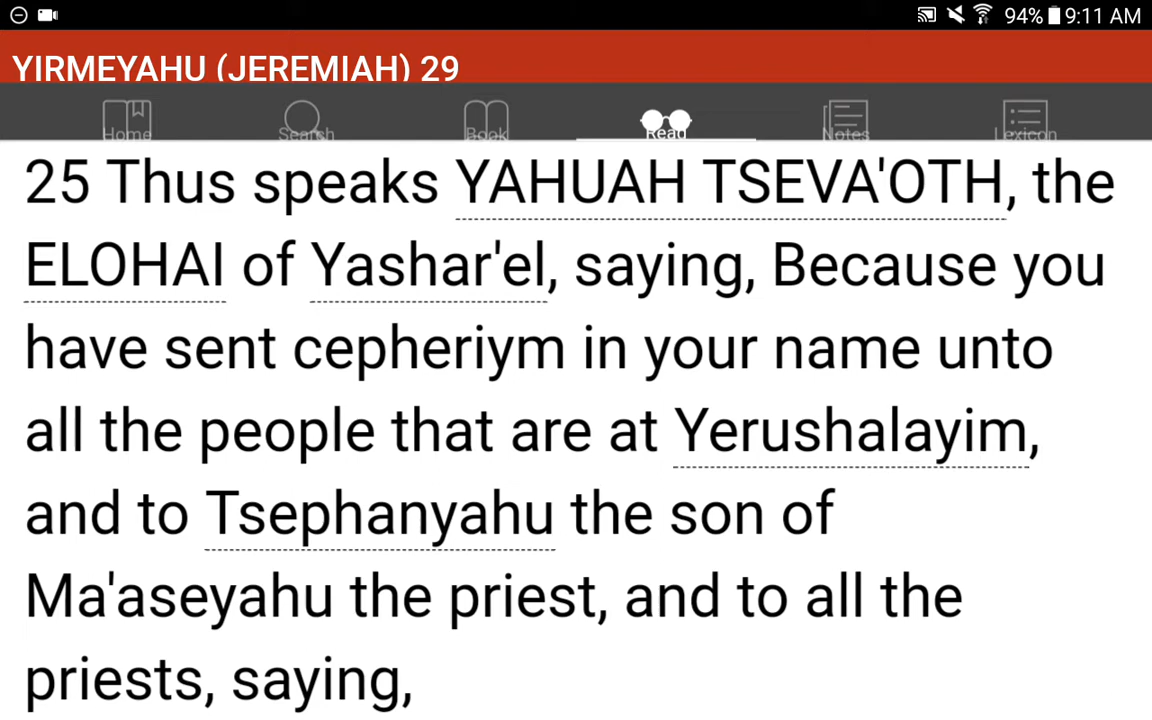 94% 9:11 AM
YIRMEYAHU (JEREMIAH) 29
Home Search Book Read Notes Lexicon
25 Thus speaks YAHUAH TSEVA'OTH, the
ELOHAI of Yashar'el, saying, Because you
have sent cepheriym in your name unto
all the people that are at Yerushalayim,
and to Tsephanyahu the son of
Ma'aseyahu the priest, and to all the
priests, saying,